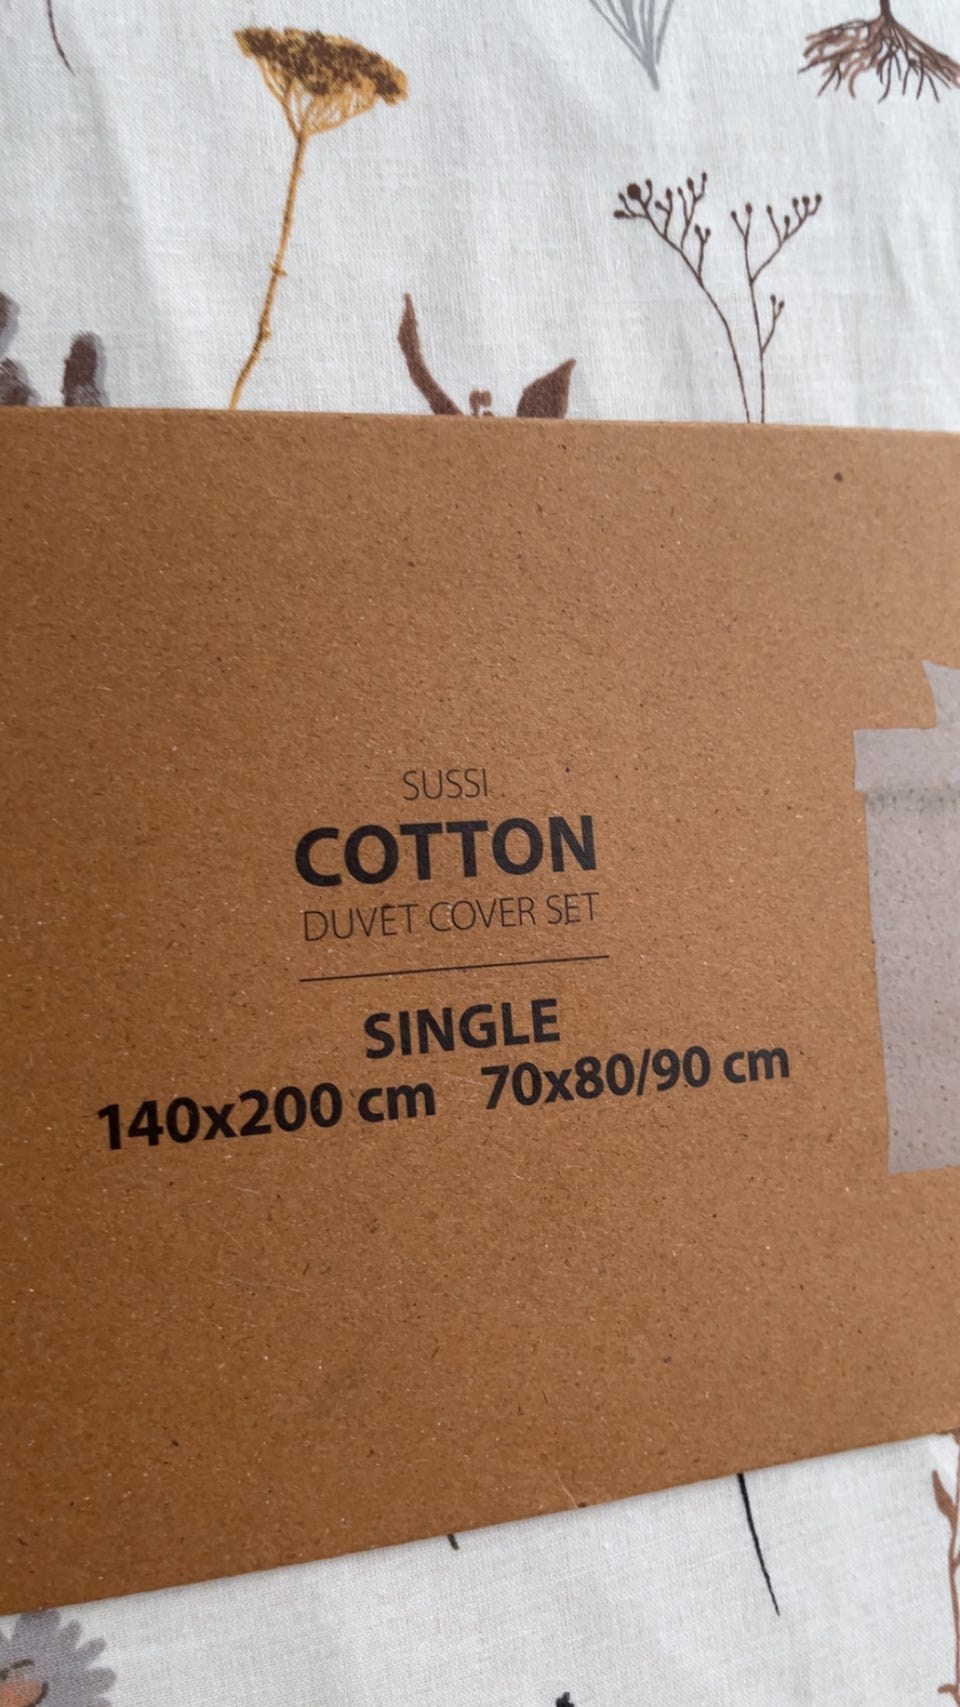 SUSSI
COTTON
DUVET COVER SET
SINGLE
140x200 cm 70x80/90 cm